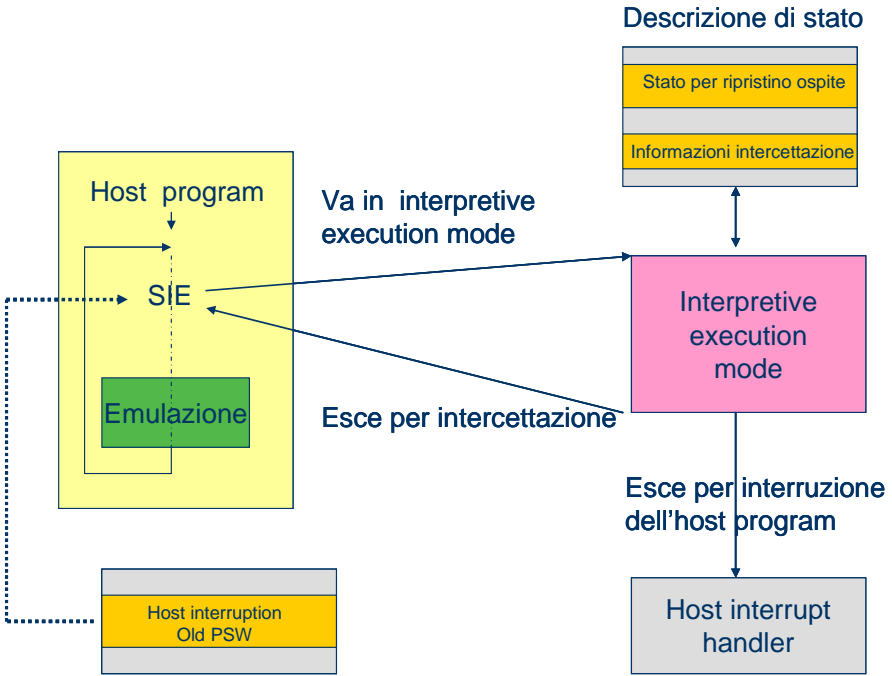 Descrizione di stato
Stato per ripristino ospite
Informazioni intercettazione
Host program
Va in interpretive
execution mode
SIE
Interpretive
execution
mode
Emulazione
Esce per intercettazione
Esce per interruzione
dell'host program
Host interruption
Old PSW
Host interrupt
handler